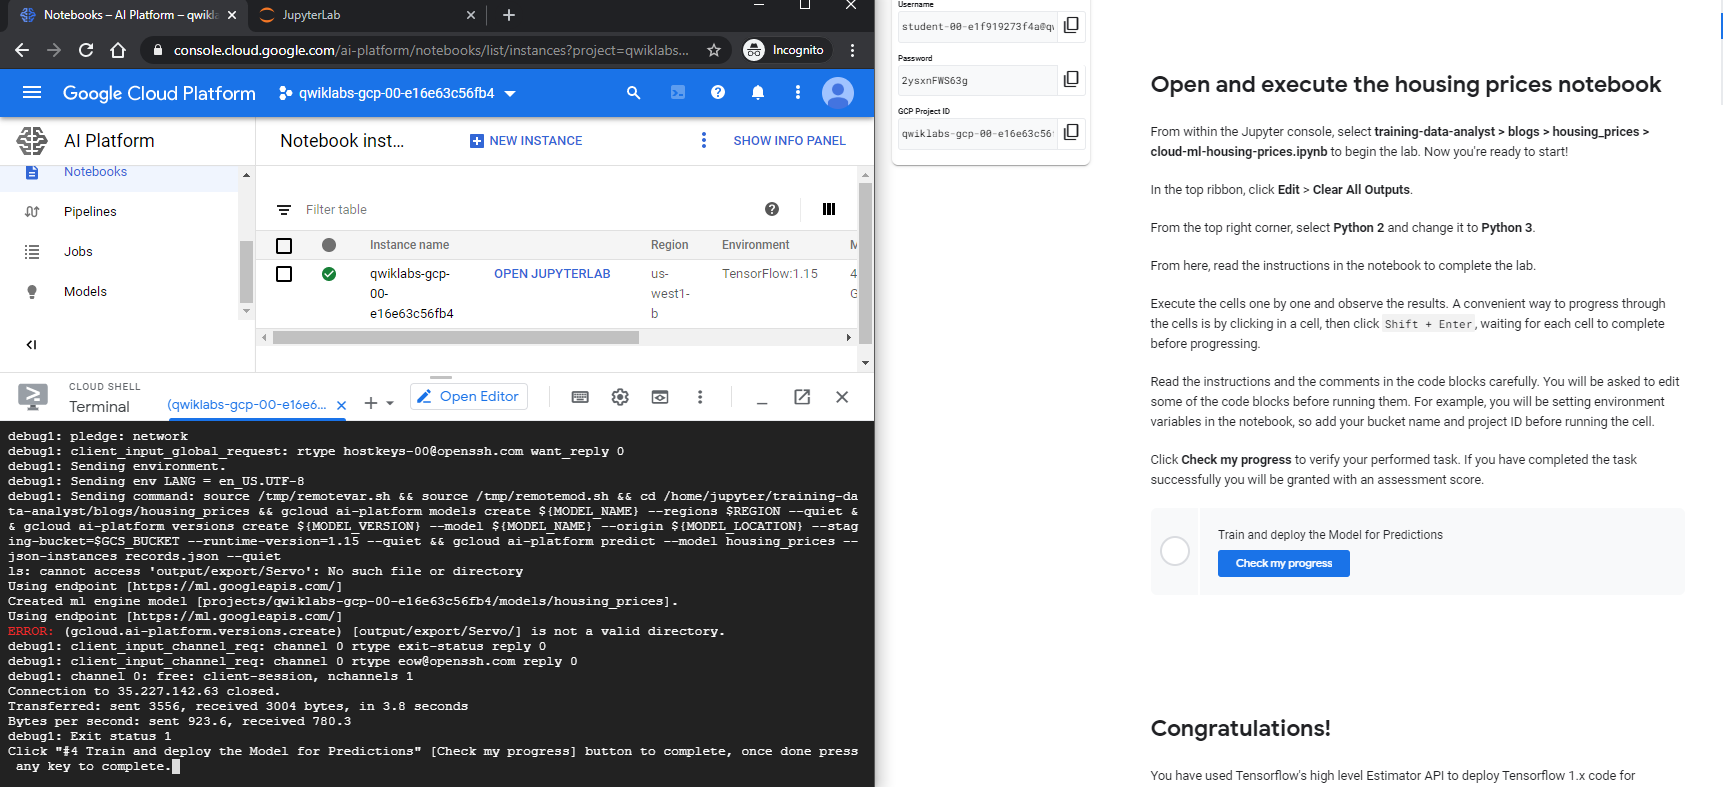 Notebooks – AI Platform – qwikla
JupyterLab
console.cloud.google.com/ai-platform/notebooks/list/instances?project=qwiklabs...
Incognito
Google Cloud Platform
qwiklabs-gcp-00-e16e63c56fb4
AI Platform
Notebook inst...
NEW INSTANCE
SHOW INFO PANEL
Notebooks
Pipelines
Jobs
Models
Filter table
Instance name
Region
Environment
M
qwiklabs-gcp-
00-
e16e63c56fb4
OPEN JUPYTERLAB
us-
west1-
b
TensorFlow:1.15
4
G
CLOUD SHELL
Terminal
(qwiklabs-gcp-00-e16e6...
Open Editor
debug1: pledge: network
debug1: client_input_global_request: rtype hostkeys-00@openssh.com want_reply 0
debug1: Sending environment.
debug1: Sending env LANG = en_US.UTF-8
debug1: Sending command: source /tmp/remotevar.sh && source /tmp/remotemod.sh && cd /home/jupyter/training-da
ta-analyst/blogs/housing_prices && gcloud ai-platform models create ${MODEL_NAME} --regions $REGION --quiet &
& gcloud ai-platform versions create ${MODEL_VERSION} --model ${MODEL_NAME} --origin ${MODEL_LOCATION} --stag
ing-bucket=$GCS_BUCKET --runtime-version=1.15 --quiet && gcloud ai-platform predict --model housing_prices --
json-instances records.json --quiet
ls: cannot access 'output/export/Servo': No such file or directory
Using endpoint [https://ml.googleapis.com/]
Created ml engine model [projects/qwiklabs-gcp-00-e16e63c56fb4/models/housing_prices].
Using endpoint [https://ml.googleapis.com/]
ERROR: (gcloud.ai-platform.versions.create) [output/export/Servo/] is not a valid directory.
debug1: client_input_channel_req: channel 0 rtype exit-status reply 0
debug1: client_input_channel_req: channel 0 rtype eow@openssh.com reply 0
debug1: channel 0: free: client-session, nchannels 1
Connection to 35.227.142.63 closed.
Transferred: sent 3556, received 3004 bytes, in 3.8 seconds
Bytes per second: sent 923.6, received 780.3
debug1: Exit status 1
Click "#4 Train and deploy the Model for Predictions" [Check my progress] button to complete, once done press
any key to complete.
Username
student-00-e1f919273f4a@qw
Password
2ysxnFWS63g
GCP Project ID
qwiklabs-gcp-00-e16e63c56
Open and execute the housing prices notebook
From within the Jupyter console, select training-data-analyst > blogs > housing_prices >
cloud-ml-housing-prices.ipynb to begin the lab. Now you're ready to start!
In the top ribbon, click Edit > Clear All Outputs.
From the top right corner, select Python 2 and change it to Python 3.
From here, read the instructions in the notebook to complete the lab.
Execute the cells one by one and observe the results. A convenient way to progress through
the cells is by clicking in a cell, then click Shift + Enter, waiting for each cell to complete
before progressing.
Read the instructions and the comments in the code blocks carefully. You will be asked to edit
some of the code blocks before running them. For example, you will be setting environment
variables in the notebook, so add your bucket name and project ID before running the cell.
Click Check my progress to verify your performed task. If you have completed the task
successfully you will be granted with an assessment score.
Train and deploy the Model for Predictions
Check my progress
Congratulations!
You have used Tensorflow's high level Estimator API to deploy Tensorflow 1.x code for